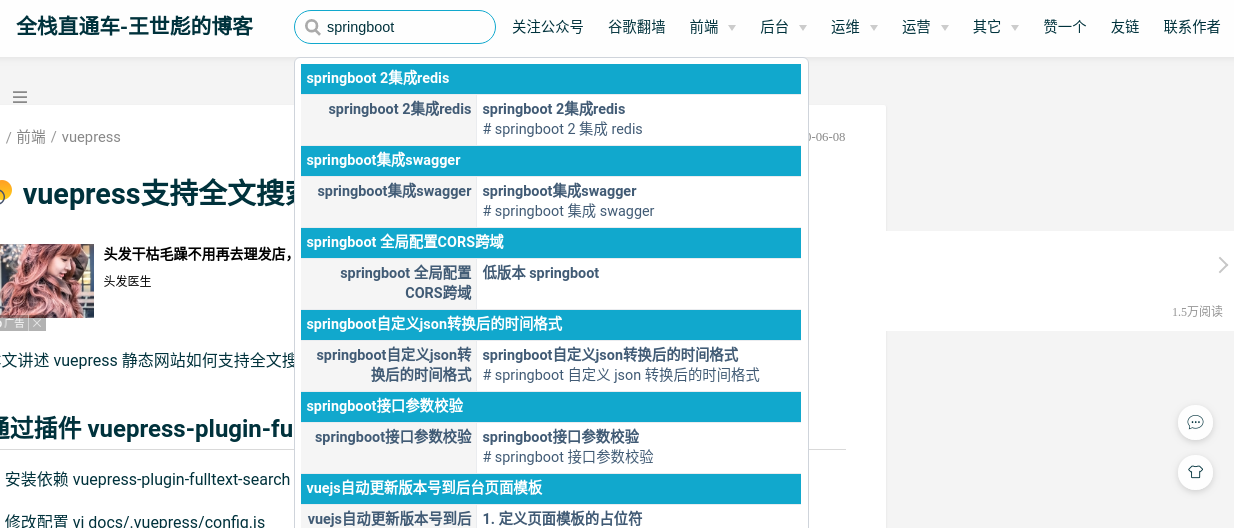 全栈直通车-王世彪的博客
springboot
关注公众号 谷歌翻墙 前端 后台 运维 运营 其它 赞一个 友链 联系作者
springboot 2集成redis
springboot 2集成redis
springboot 2集成redis
# springboot 2 集成 redis
springboot集成swagger
springboot集成swagger
springboot集成swagger
# springboot 集成 swagger
springboot 全局配置CORS跨域
springboot 全局配置
CORS跨域
低版本 springboot
springboot自定义json转换后的时间格式
springboot自定义json转
换后的时间格式
springboot自定义json转换后的时间格式
# springboot 自定义 json 转换后的时间格式
springboot接口参数校验
springboot接口参数校验
springboot接口参数校验
# springboot 接口参数校验
vuejs自动更新版本号到后台页面模板
vuejs自动更新版本号到后
1. 定义页面模板的占位符
/ 前端 / vuepress
-06-08
vuepress支持全文搜
头发干枯毛躁不用再去理发店，
头发医生
广告
1.5万阅读
文讲述 vuepress 静态网站如何支持全文搜
通过插件 vuepress-plugin-fu
安装依赖 vuepress-plugin-fulltext-search
修改配置 vi docs/.vuepress/config.js